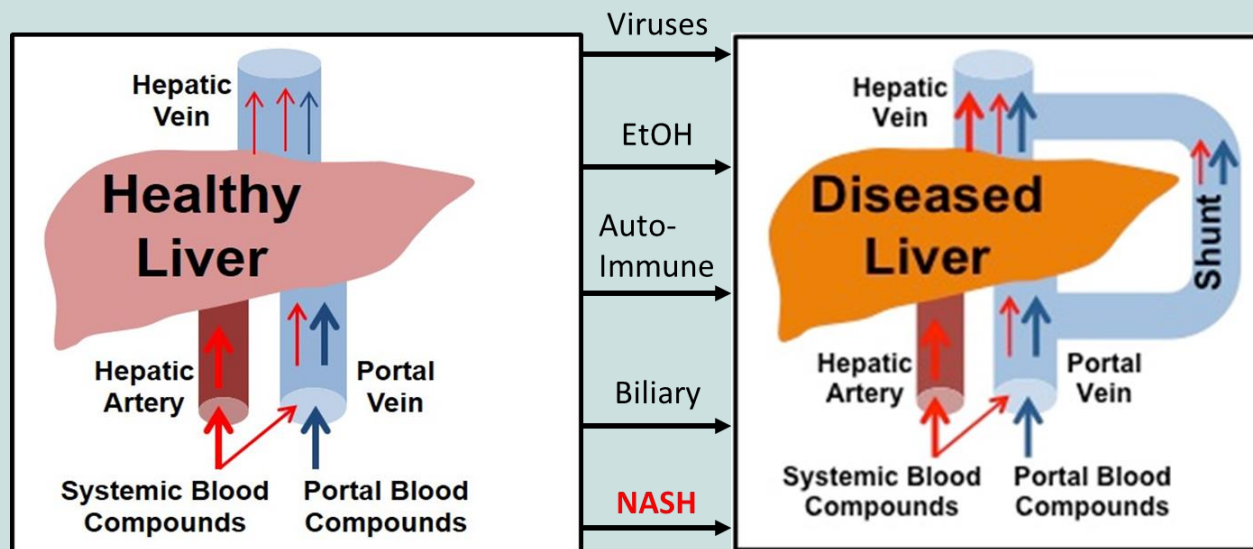 Hepatic
Vein
Healthy
Liver
Hepatic
Artery
Portal
Vein
Systemic Blood
Compounds
Portal Blood
Compounds
Viruses
EtOH
Auto-
Immune
Biliary
NASH
Hepatic
Vein
Diseased
Liver
Shunt
Hepatic
Artery
Portal
Vein
Systemic Blood
Compounds
Portal Blood
Compounds